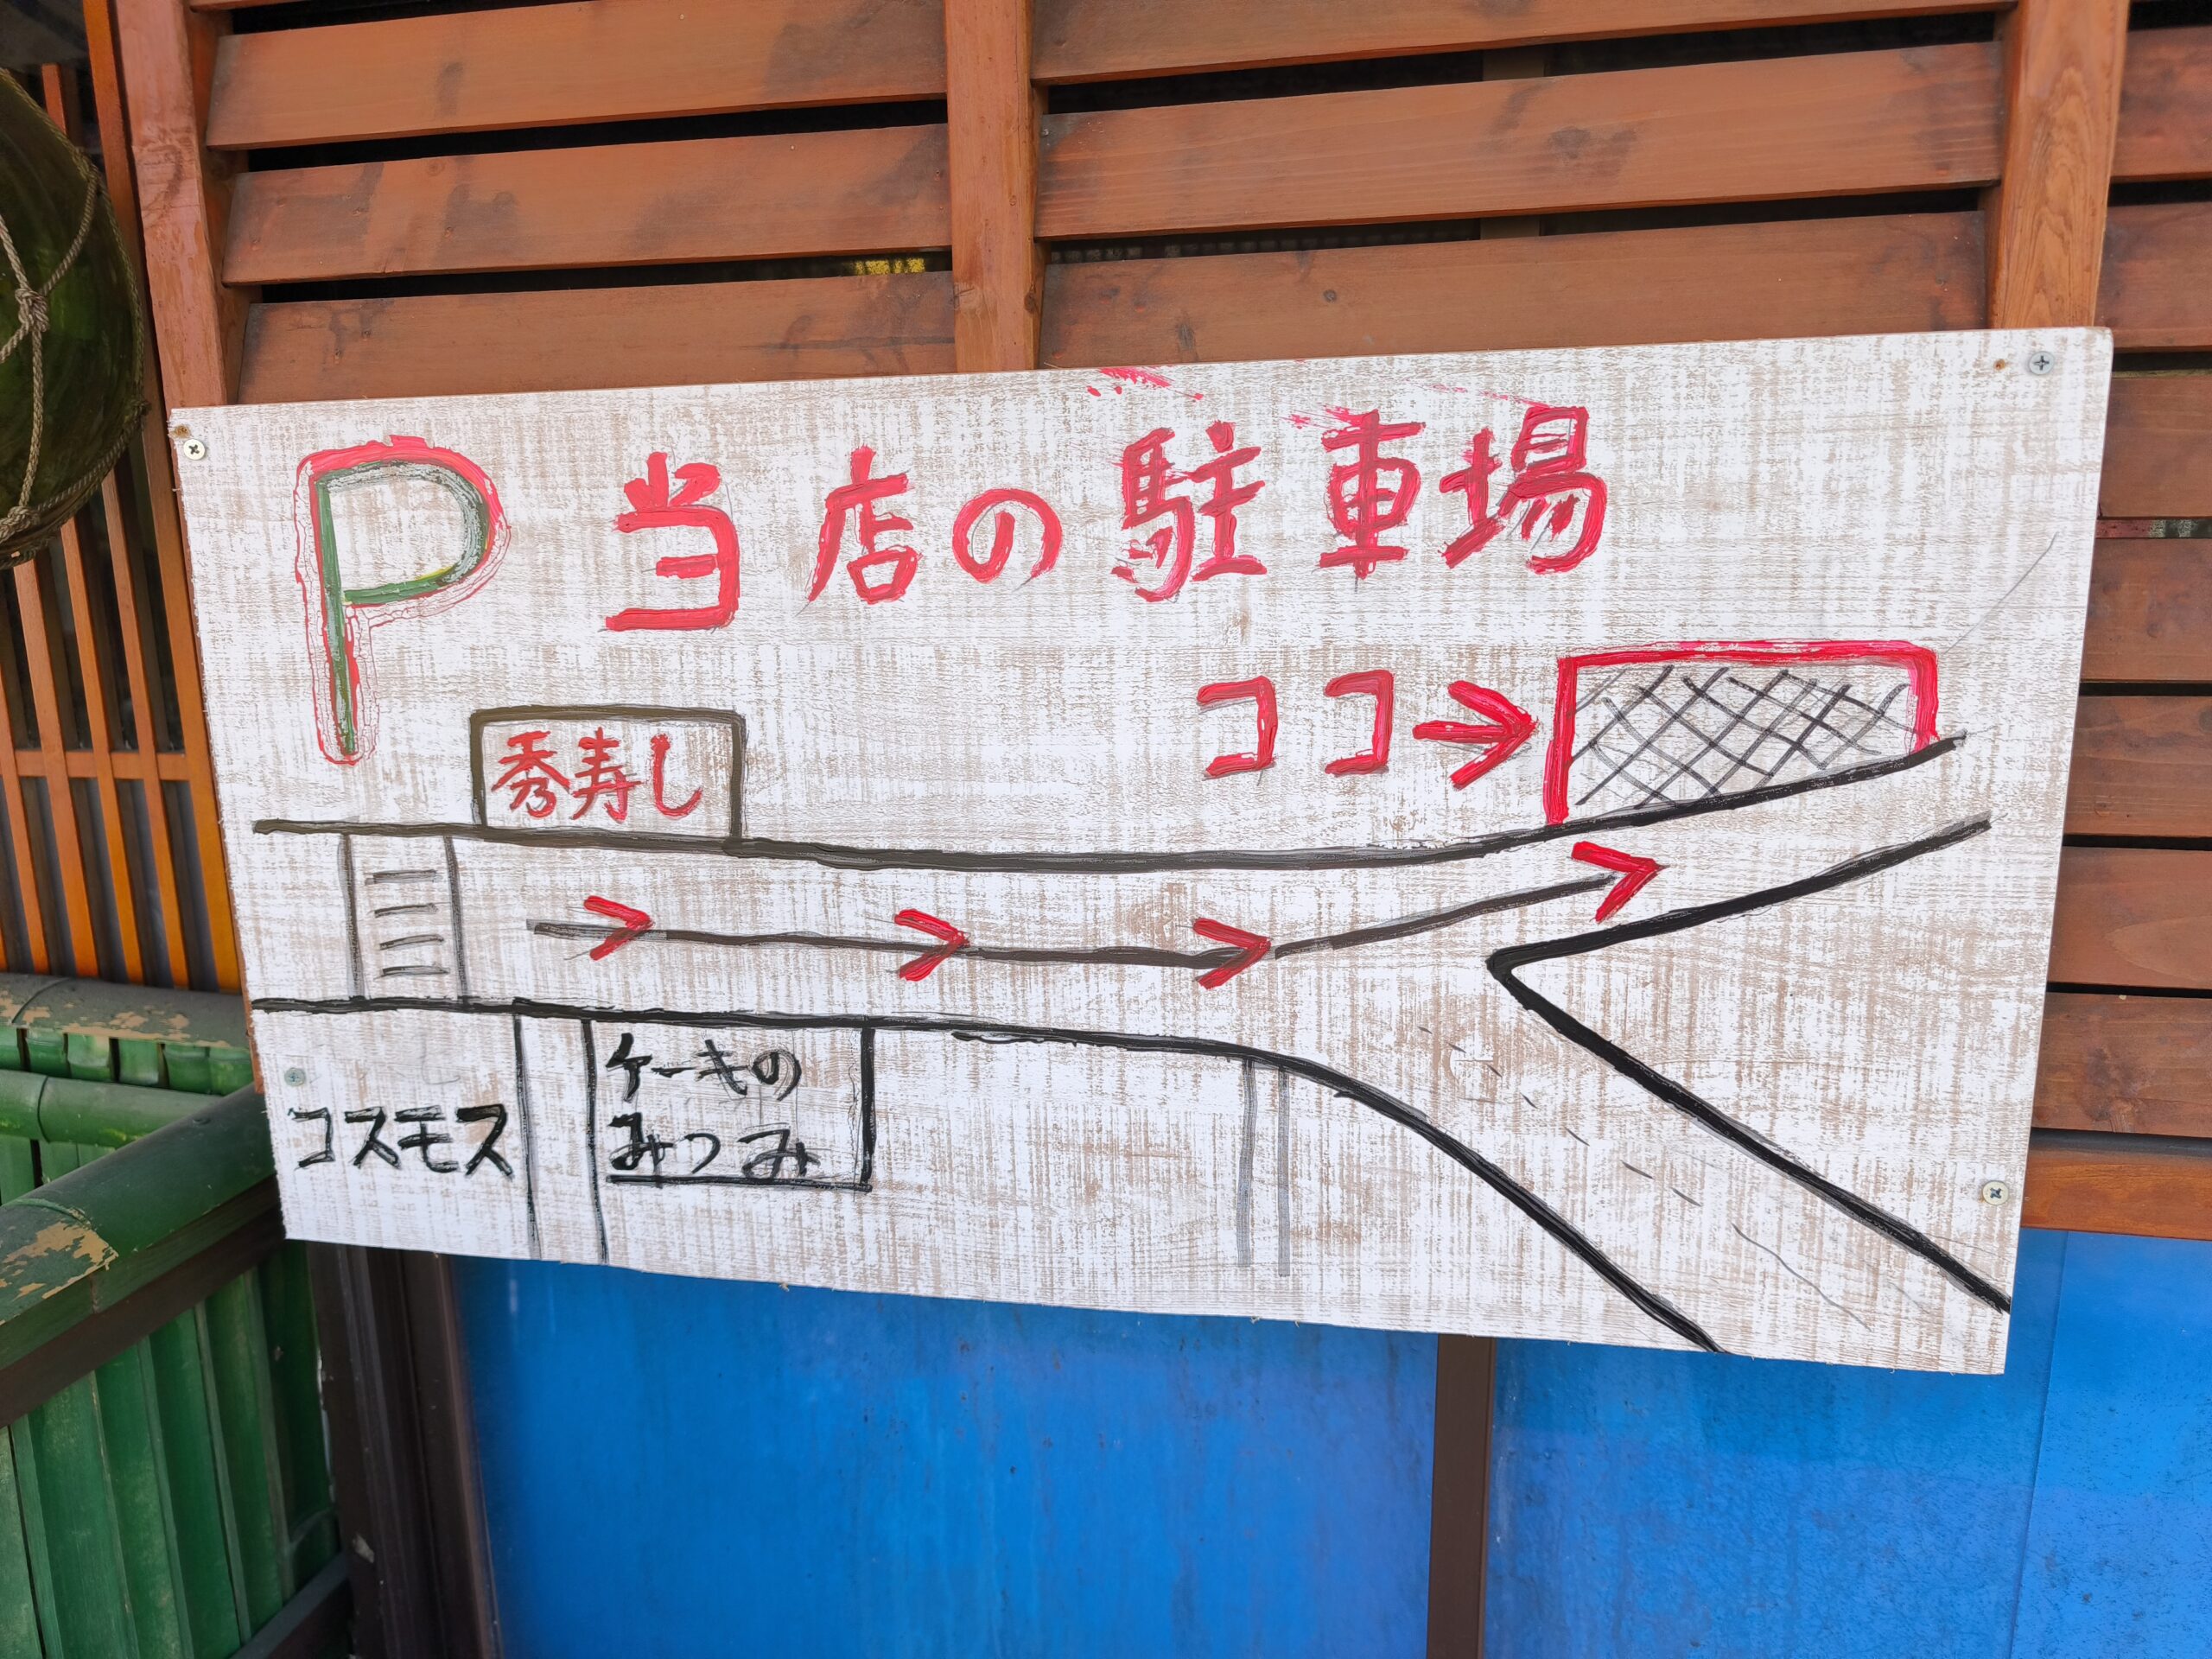 P 当店の駐車場
ココ→
秀寿し
コスモス
ケーキの
みつみ